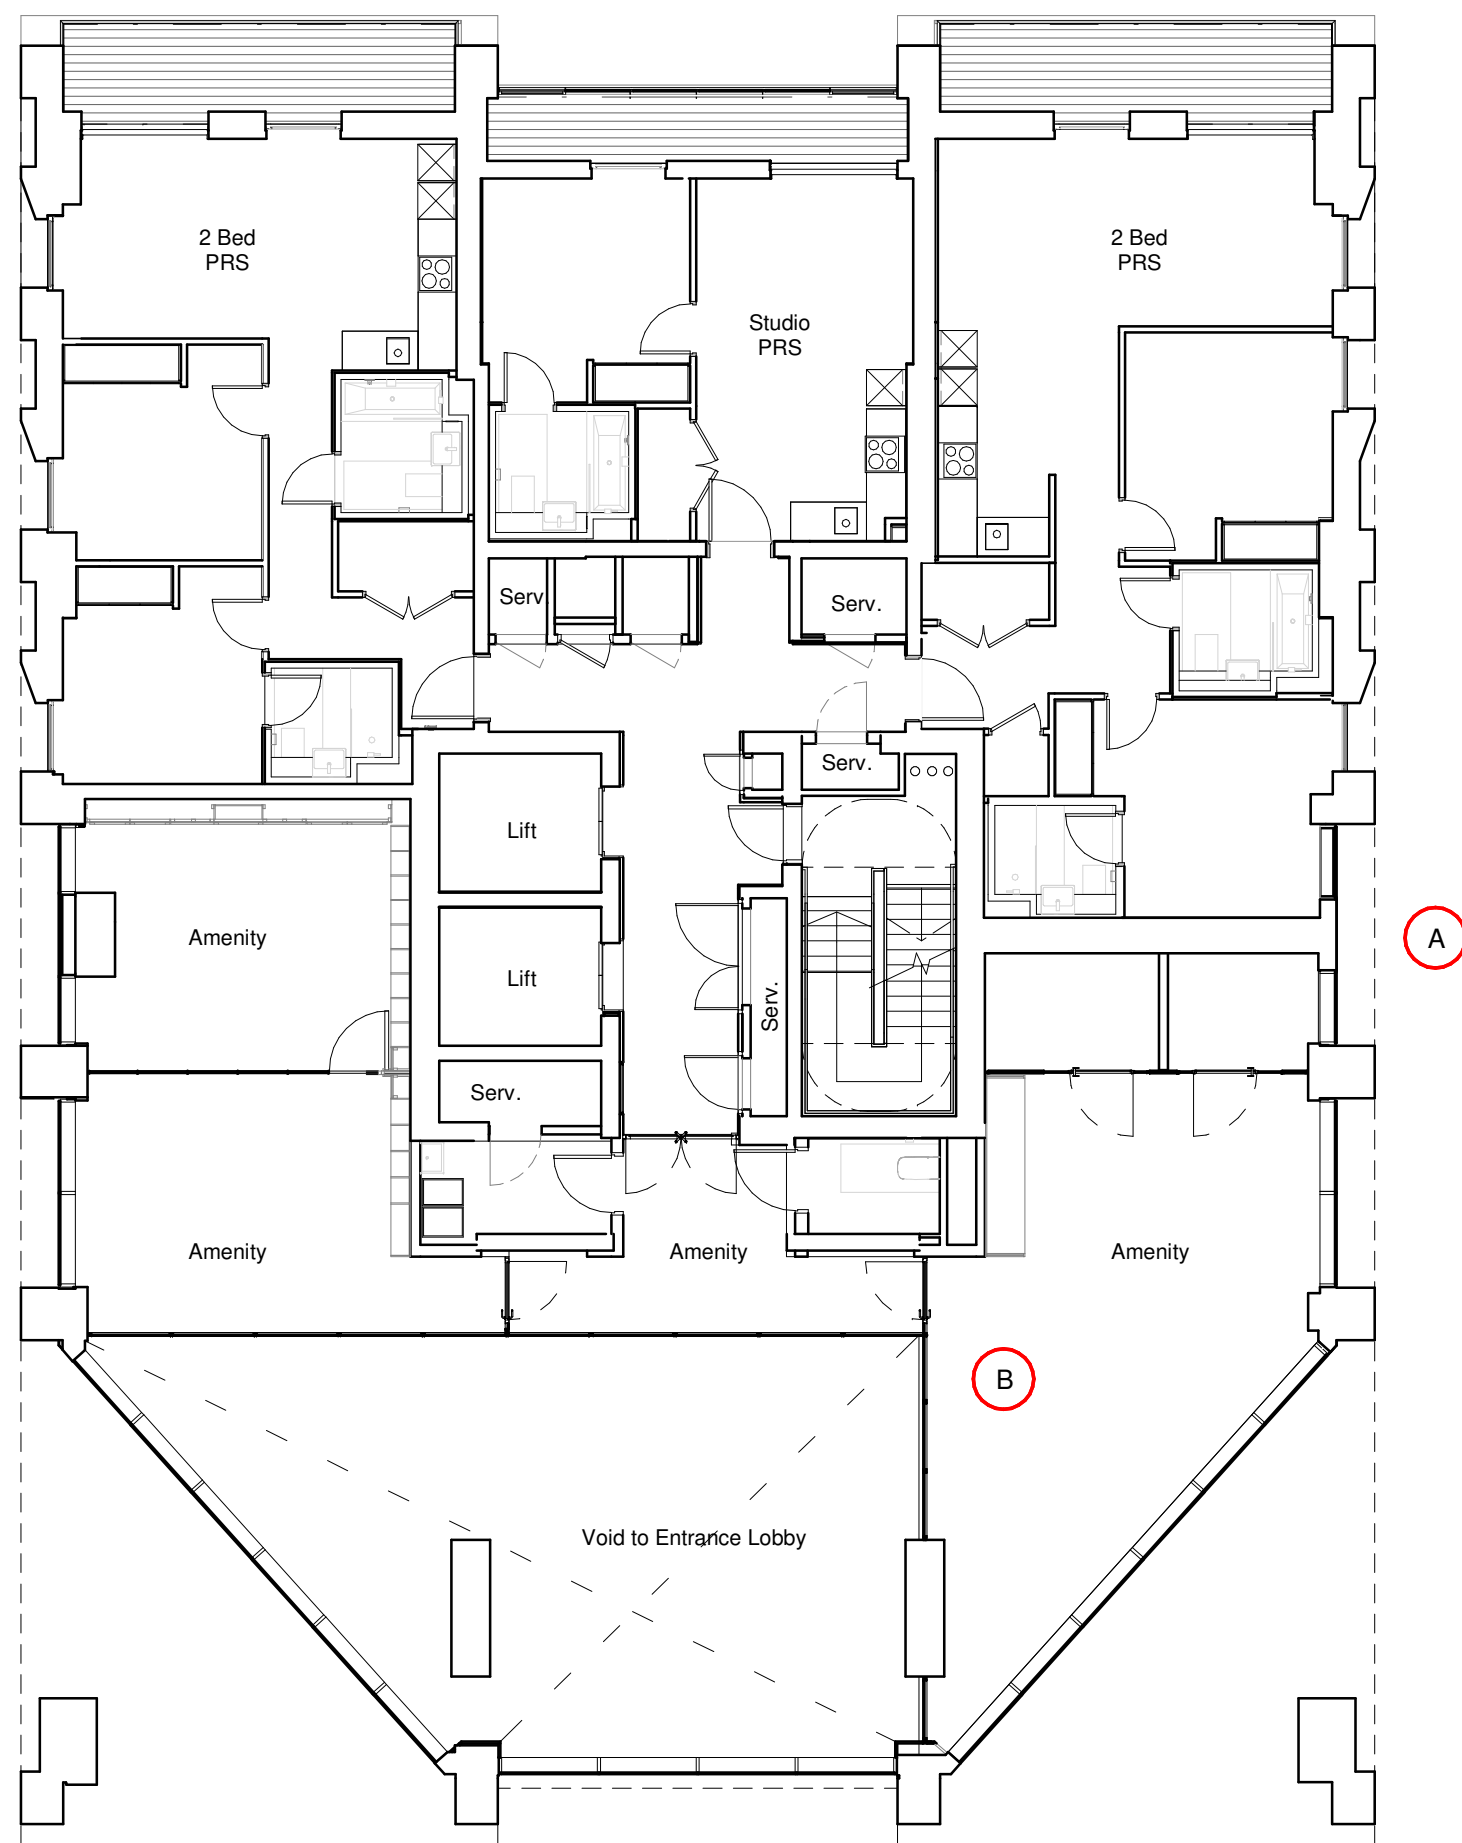 2 Bed
PRS
2 Bed
PRS
Studio
PRS
Serv.
Serv.
Serv.
Lift
Amenity
A
Lift
Serv.
Serv.
Amenity
Amenity
Amenity
B
Void to Entrance Lobby